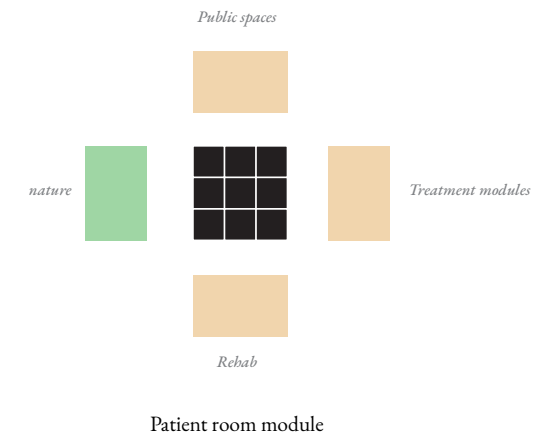 Public spaces
nature
Treatment modules
Rehab
Patient room module